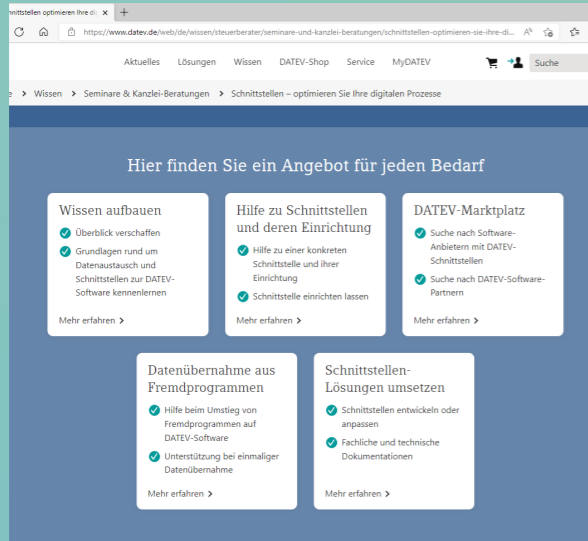 hnittstellen optimieren Ihre di
https://www.datev.de/web/de/wissen/steuerberater/seminare-und-kanzlei-beratungen/schnittstellen-optimieren-sie-ihre-di...
Aktuelles Lösungen Wissen DATEV-Shop Service MyDATEV Suche
e > Wissen > Seminare & Kanzlei-Beratungen > Schnittstellen – optimieren Sie Ihre digitalen Prozesse
Hier finden Sie ein Angebot für jeden Bedarf
Wissen aufbauen
Überblick verschaffen
Grundlagen rund um
Datenaustausch und
Schnittstellen zur DATEV-
Software kennenlernen
Mehr erfahren >
Hilfe zu Schnittstellen
und deren Einrichtung
Hilfe zu einer konkreten
Schnittstelle und ihrer
Einrichtung
Schnittstelle einrichten lassen
Mehr erfahren >
DATEV-Marktplatz
Suche nach Software-
Anbietern mit DATEV-
Schnittstellen
Suche nach DATEV-Software-
Partnern
Mehr erfahren >
Datenübernahme aus
Fremdprogrammen
Hilfe beim Umstieg von
Fremdprogrammen auf
DATEV-Software
Unterstützung bei einmaliger
Datenübernahme
Mehr erfahren >
Schnittstellen-
Lösungen umsetzen
Schnittstellen entwickeln oder
anpassen
Fachliche und technische
Dokumentationen
Mehr erfahren >